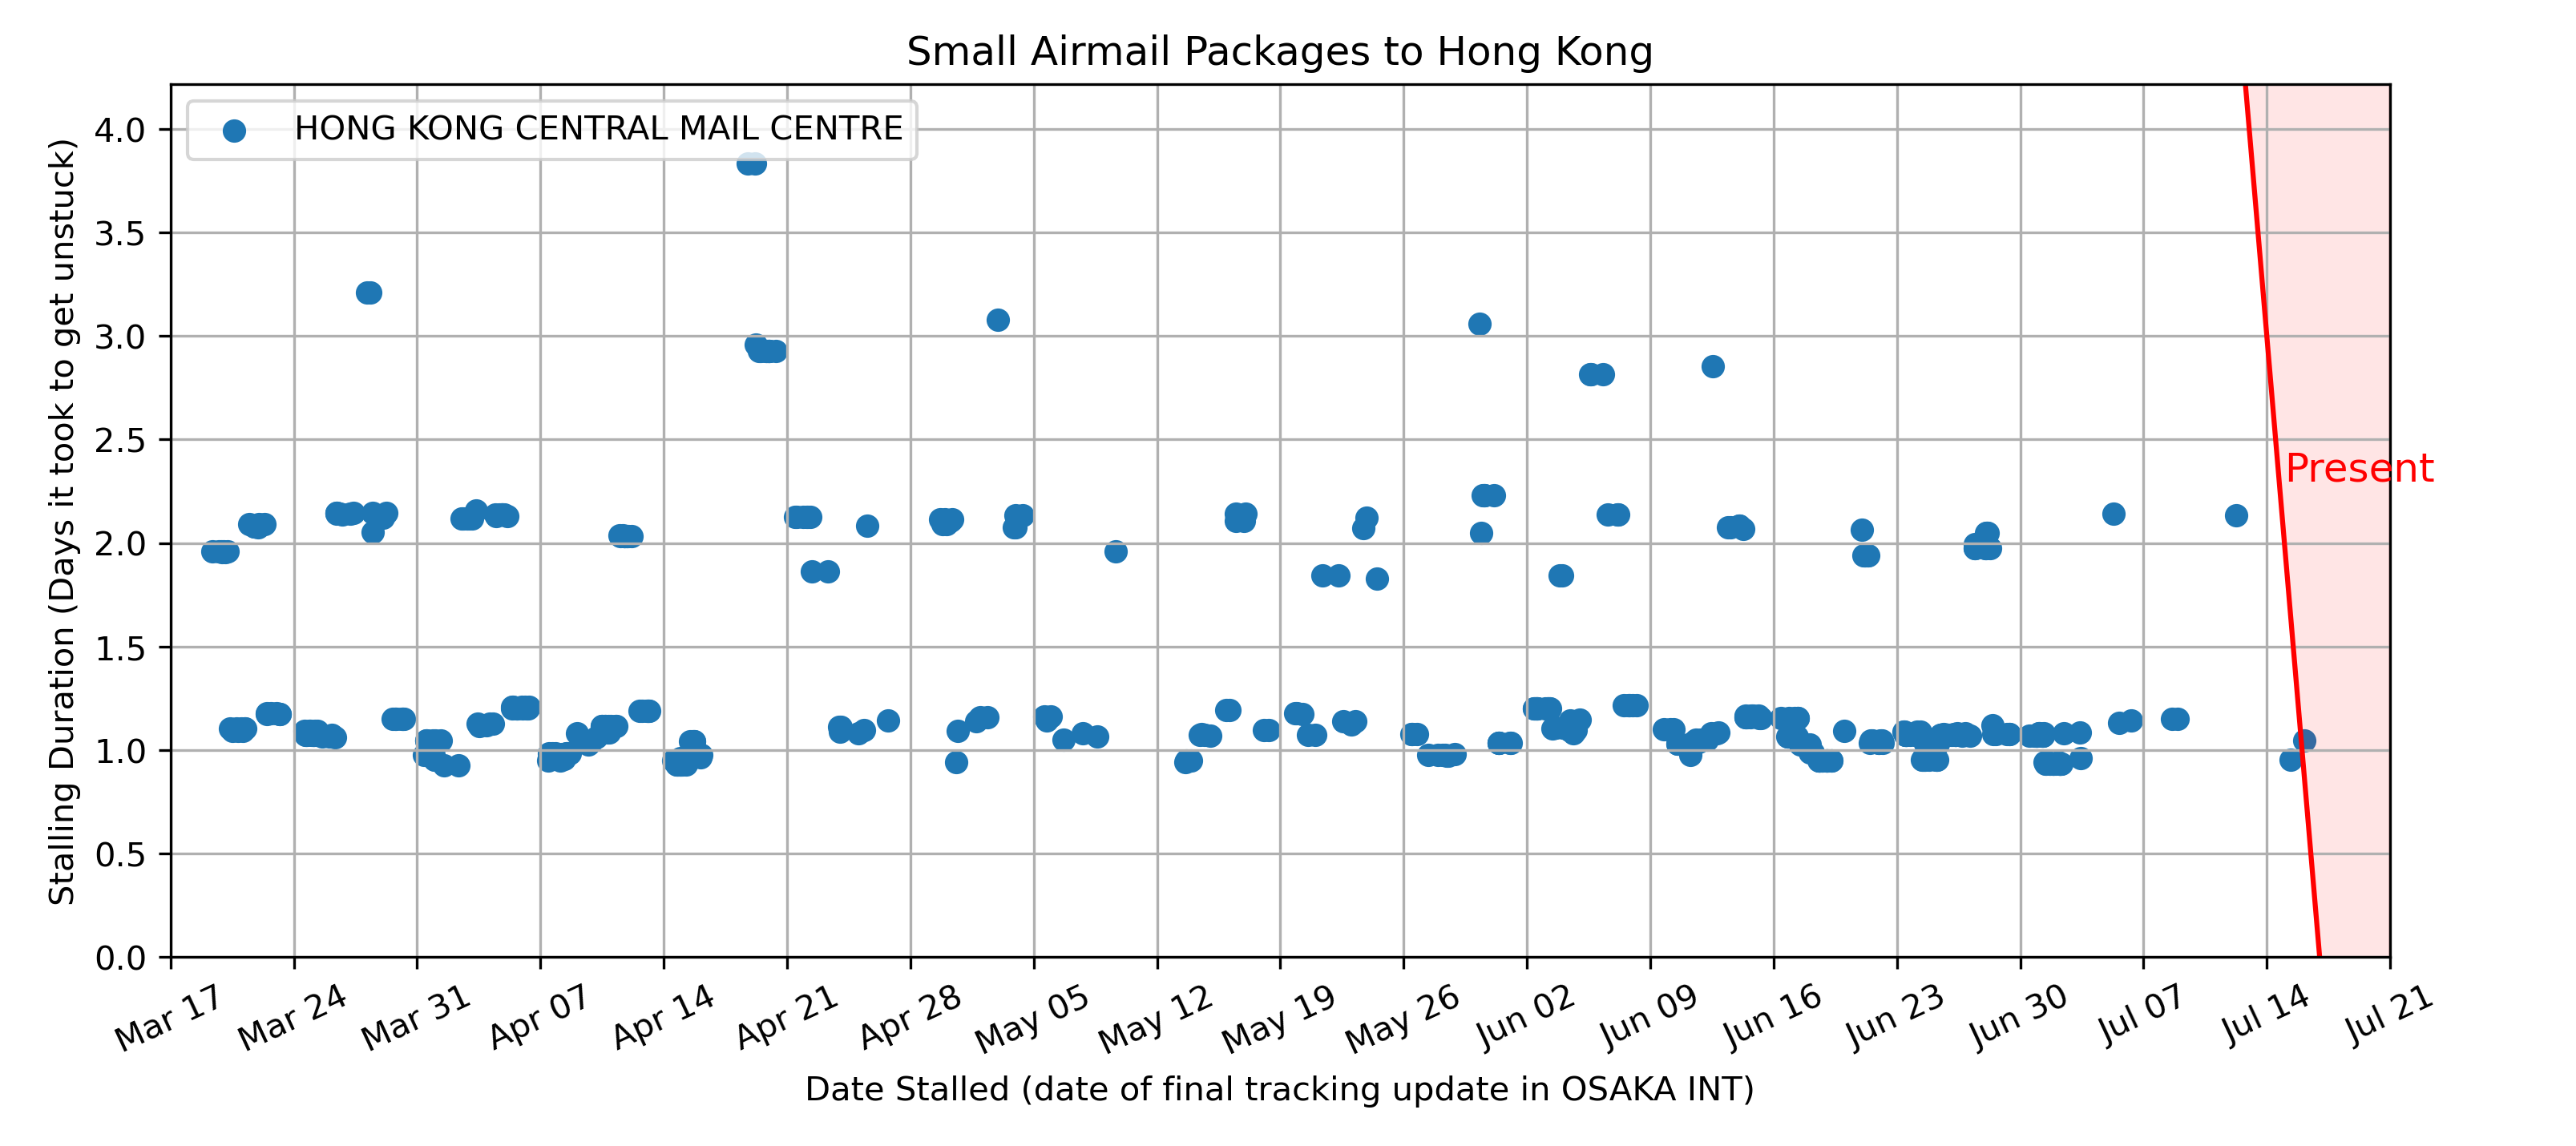 Small Airmail Packages to Hong Kong
HONG KONG CENTRAL MAIL CENTRE
Stalling Duration (Days it took to get unstuck)
4.0
3.5
3.0
2.5
2.0
1.5
1.0
0.5
0.0
Present
Mar 17
Mar 24
Mar 31
Apr 07
Apr 14
Apr 21
Apr 28
May 05
May 12
May 19
May 26
Jun 02
Jun 09
Jun 16
Jun 23
Jun 30
Jul 07
Jul 14
Jul 21
Date Stalled (date of final tracking update in OSAKA INT)